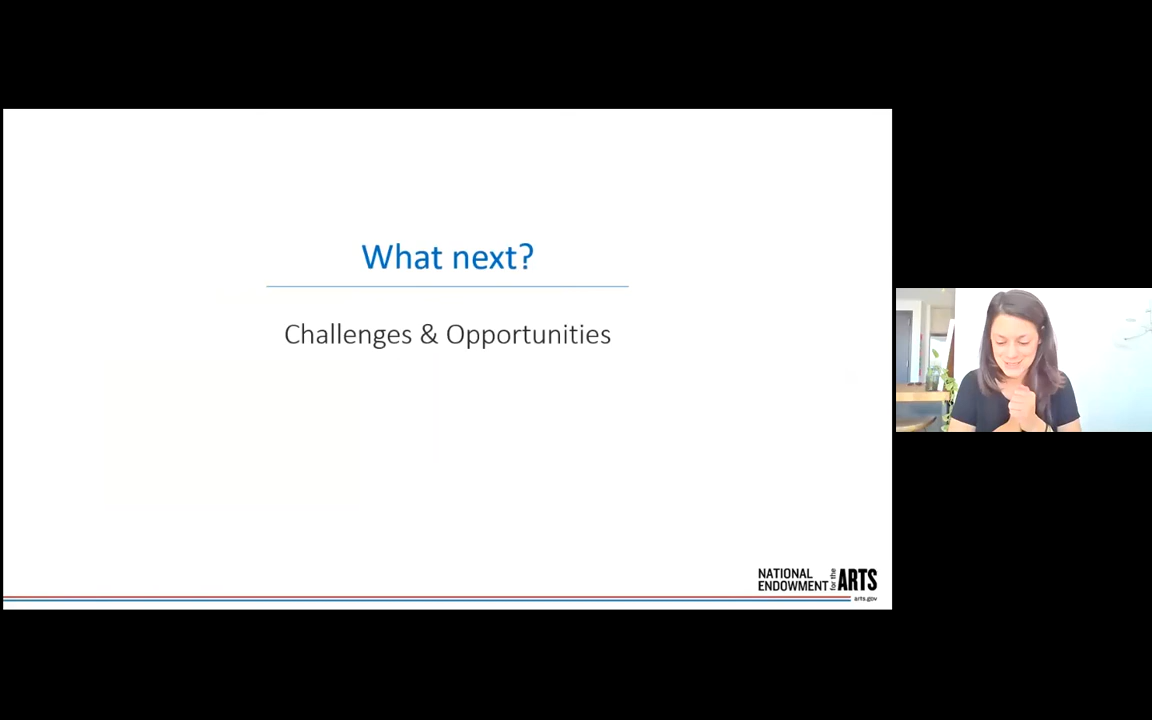 What next?
Challenges & Opportunities
NATIONAL
ENDOWMENT for the ARTS
arts.gov